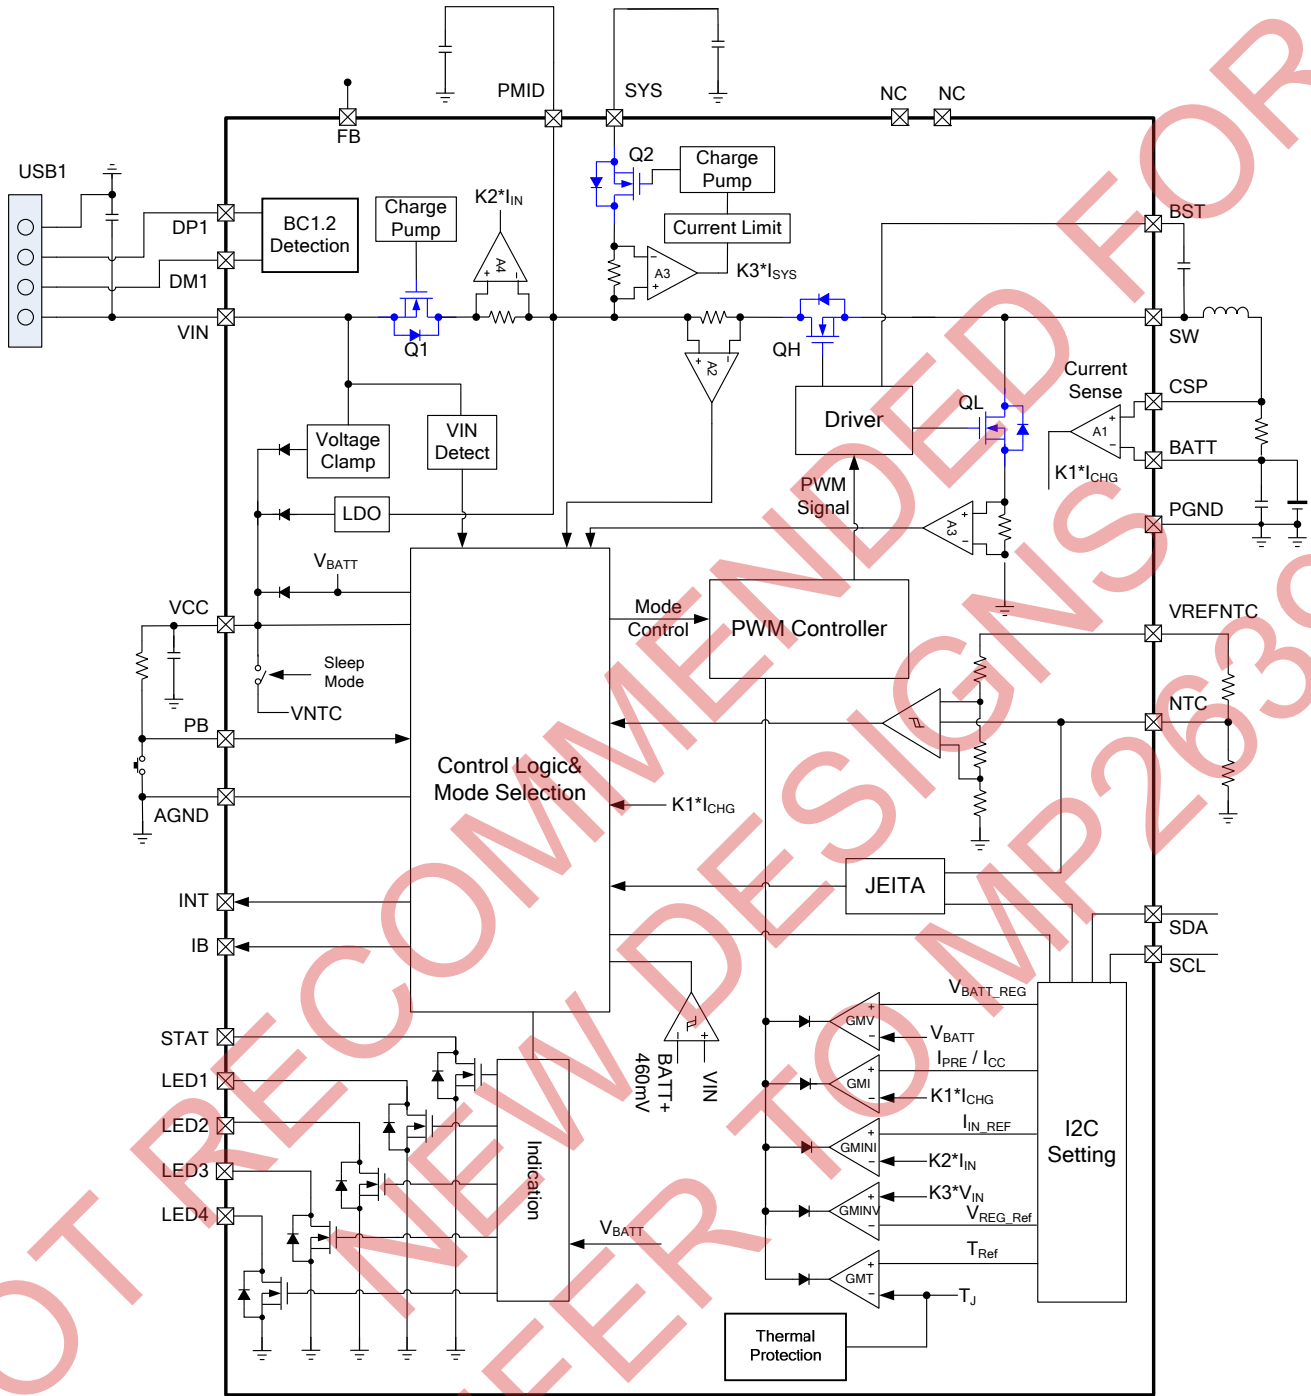 PMID
SYS
NC
NC
FB
USB1
Q2
Charge
Pump
K2*IIN
Charge
Pump
Current Limit
BST
DP1
BC1.2
Detection
A4
A3
K3*ISYS
DM1
VIN
Q1
QH
SW
A2
Current
Sense
CSP
Driver
QL
Voltage
Clamp
VIN
Detect
A1
BATT
K1*ICHG
PWM
Signal
LDO
PGND
A3
VBATT
VCC
Mode
Control
PWM Controller
VREFNTC
Sleep
Mode
VNTC
NTC
PB
Control Logic&
Mode Selection
K1*ICHG
AGND
JEITA
INT
SDA
IB
SCL
VBATT_REG
+
GMV
-
VBATT
STAT
BATT+
460mV
VIN
IPRE / ICC
GMI
LED1
K1*ICHG
IIN_REF
LED2
GMINI
I2C
Setting
Indication
K2*IIN
LED3
K3*VIN
GMINV
VREG_Ref
LED4
VBATT
TRef
GMT
TJ
Thermal
Protection
NOT RECOMMENDED FOR
NEW DESIGNS
REFER TO MP2639